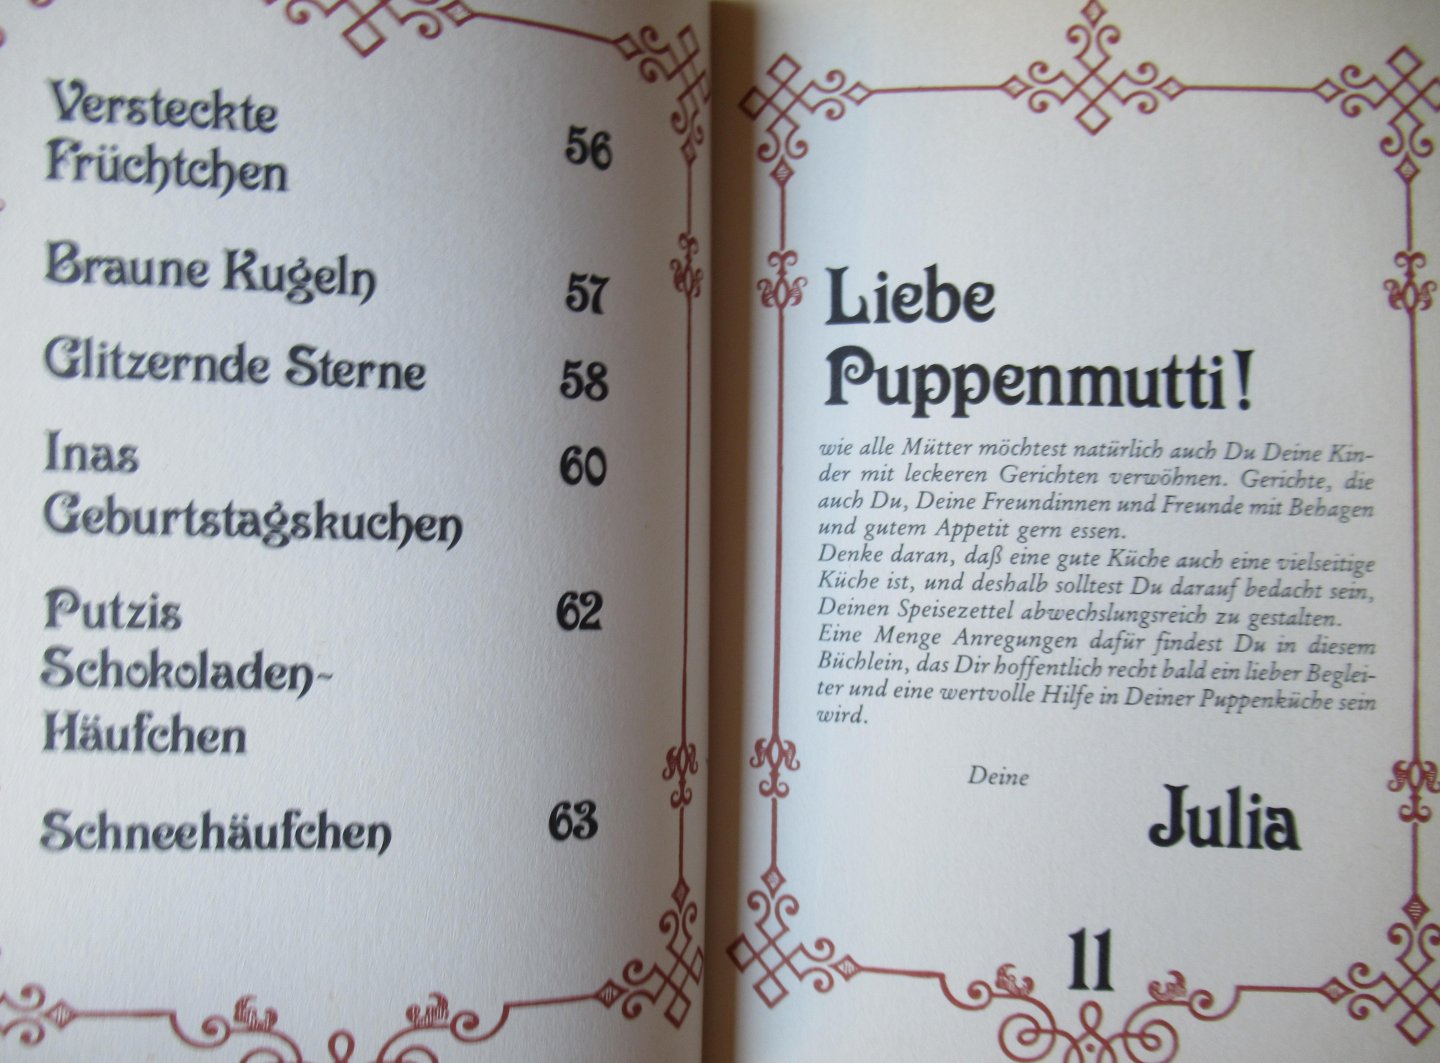 Versteckte
Früchtchen 56
Braune Kugeln 57
Glitzernde Sterne 58
Inas 60
Geburtstagskuchen
Putzis 62
Schokoladen-
Häufchen
Schneehäufchen 63
Liebe
Puppenmutti!
wie alle Mütter möchtest natürlich auch Du Deine Kin-
der mit leckeren Gerichten verwöhnen. Gerichte, die
auch Du, Deine Freundinnen und Freunde mit Behagen
und gutem Appetit gern essen.
Denke daran, daß eine gute Küche auch eine vielseitige
Küche ist, und deshalb solltest Du darauf bedacht sein,
Deinen Speisezettel abwechslungsreich zu gestalten.
Eine Menge Anregungen dafür findest Du in diesem
Büchlein, das Dir hoffentlich recht bald ein lieber Beglei-
ter und eine wertvolle Hilfe in Deiner Puppenküche sein
wird.
Deine
Julia
11